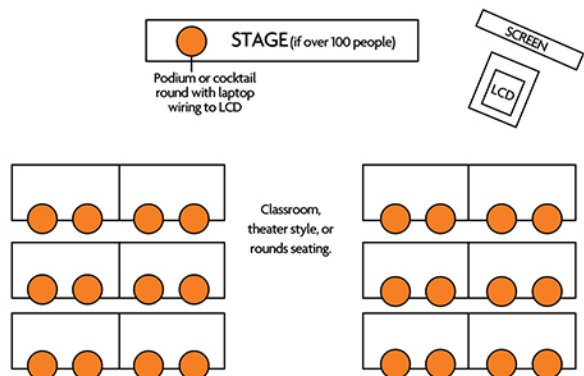 STAGE (if over 100 people)
SCREEN
LCD
Podium or cocktail
round with laptop
wiring to LCD
Classroom,
theater style, or
rounds seating.